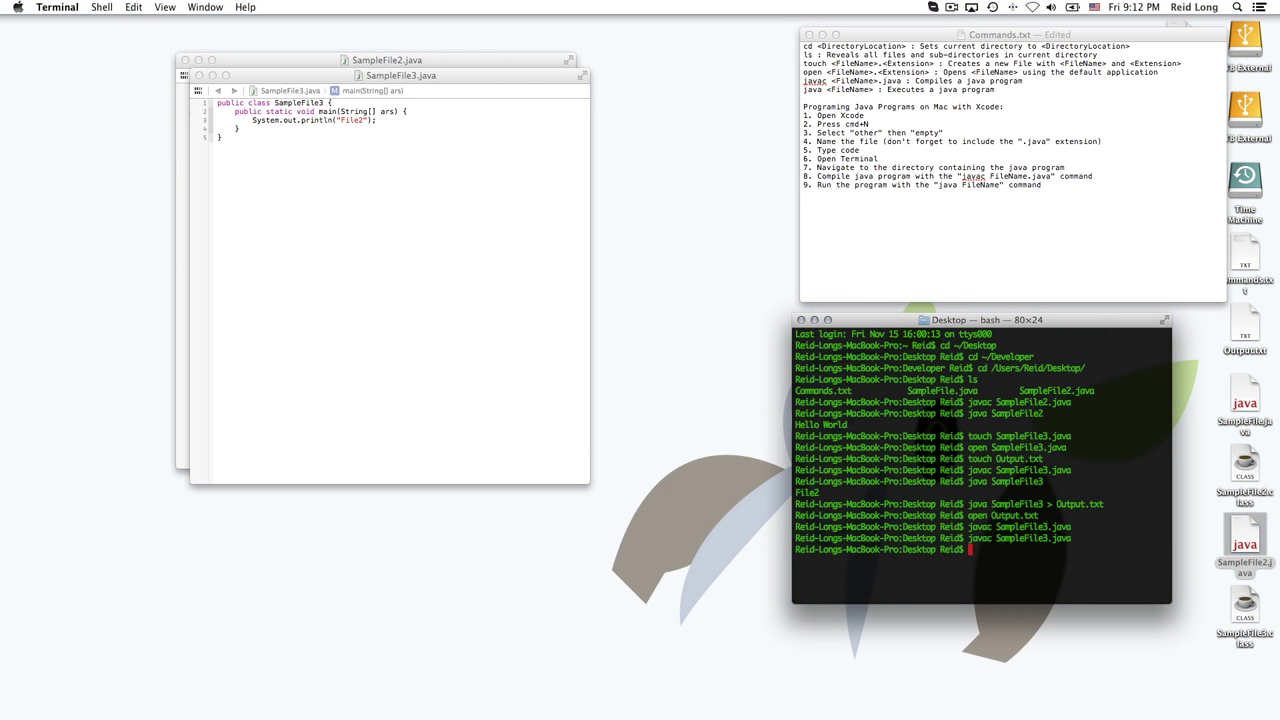 Terminal Shell Edit View Window Help
Fri 9:12 PM Reid Long
SampleFile2.java
SampleFile3.java
SampleFile3.java main(String[] ars)
1 public class SampleFile3 {
2 public static void main(String[] ars) {
3 System.out.println("File2");
4 }
5 }
Commands.txt — Edited
cd <DirectoryLocation> : Sets current directory to <DirectoryLocation>
ls : Reveals all files and sub-directories in current directory
touch <FileName>.<Extension> : Creates a new File with <FileName> and <Extension>
open <FileName>.<Extension> : Opens <FileName> using the default application
javac <FileName>.java : Compiles a java program
java <FileName> : Executes a java program
Programing Java Programs on Mac with Xcode:
1. Open Xcode
2. Press cmd+N
3. Select "other" then "empty"
4. Name the file (don't forget to include the ".java" extension)
5. Type code
6. Open Terminal
7. Navigate to the directory containing the java program
8. Compile java program with the "javac FileName.java" command
9. Run the program with the "java FileName" command
Desktop — bash — 80×24
Last login: Fri Nov 15 16:00:13 on ttys000
Reid-Longs-MacBook-Pro:~ Reid$ cd ~/Desktop
Reid-Longs-MacBook-Pro:Desktop Reid$ cd ~/Developer
Reid-Longs-MacBook-Pro:Developer Reid$ cd /Users/Reid/Desktop/
Reid-Longs-MacBook-Pro:Desktop Reid$ ls
Commands.txt SampleFile.java SampleFile2.java
Reid-Longs-MacBook-Pro:Desktop Reid$ javac SampleFile2.java
Reid-Longs-MacBook-Pro:Desktop Reid$ java SampleFile2
Hello World
Reid-Longs-MacBook-Pro:Desktop Reid$ touch SampleFile3.java
Reid-Longs-MacBook-Pro:Desktop Reid$ open SampleFile3.java
Reid-Longs-MacBook-Pro:Desktop Reid$ touch Output.txt
Reid-Longs-MacBook-Pro:Desktop Reid$ javac SampleFile3.java
Reid-Longs-MacBook-Pro:Desktop Reid$ java SampleFile3
File2
Reid-Longs-MacBook-Pro:Desktop Reid$ java SampleFile3 > Output.txt
Reid-Longs-MacBook-Pro:Desktop Reid$ open Output.txt
Reid-Longs-MacBook-Pro:Desktop Reid$ javac SampleFile3.java
Reid-Longs-MacBook-Pro:Desktop Reid$ javac SampleFile3.java
Reid-Longs-MacBook-Pro:Desktop Reid$
TB External
TB External
Time
Machine
TXT
mmands.tx
t
TXT
Output.txt
java
SampleFile.ja
va
CLASS
SampleFile2.c
lass
java
SampleFile2.j
ava
CLASS
SampleFile3.c
lass